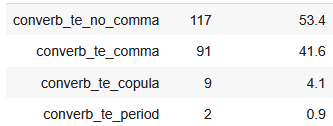 converb_te_no_comma 117 53.4
converb_te_comma 91 41.6
converb_te_copula 9 4.1
converb_te_period 2 0.9